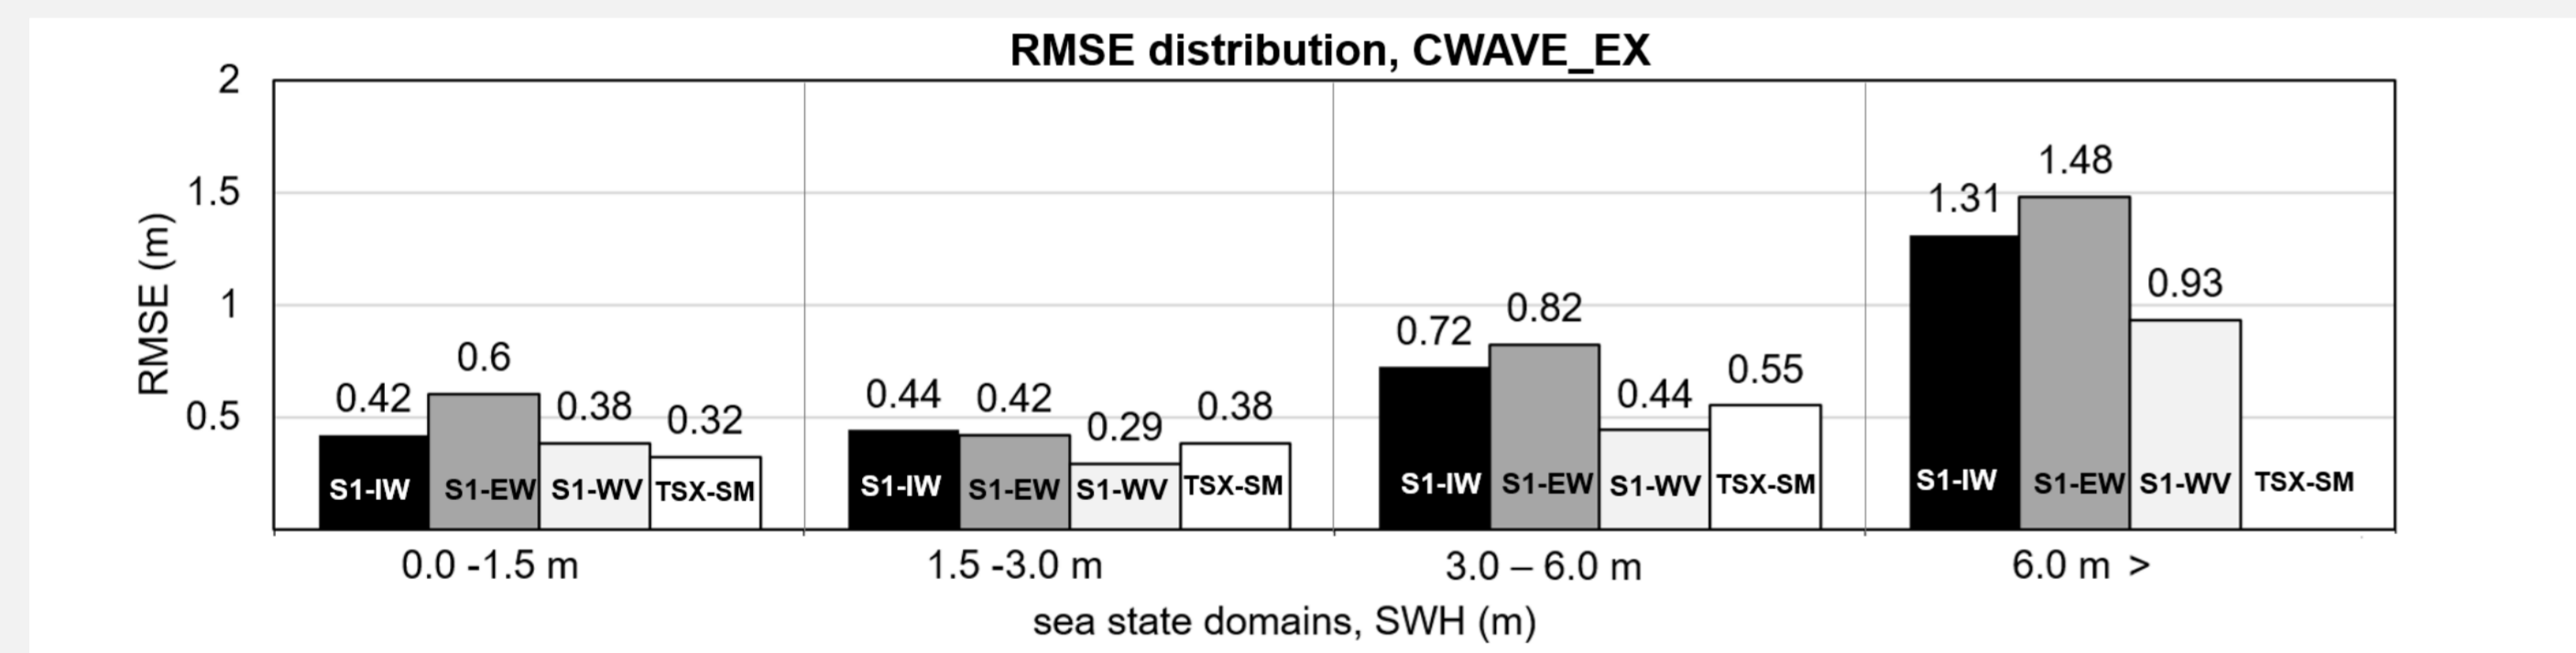 RMSE distribution, CWAVE_EX
RMSE (m)
2
1.5
1
0.5
0.42
0.6
0.38
0.32
S1-IW
S1-EW
S1-WV
TSX-SM
0.44
0.42
0.29
0.38
S1-IW
S1-EW
S1-WV
TSX-SM
0.72
0.82
0.44
0.55
S1-IW
S1-EW
S1-WV
TSX-SM
1.31
1.48
0.93
S1-IW
S1-EW
S1-WV
TSX-SM
0.0 -1.5 m
1.5 -3.0 m
3.0 – 6.0 m
6.0 m >
sea state domains, SWH (m)